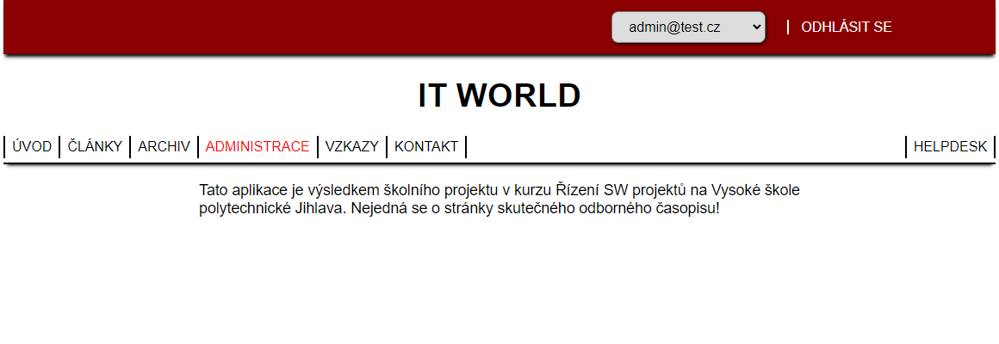 admin@test.cz ODHLÁSIT SE
IT WORLD
ÚVOD ČLÁNKY ARCHIV ADMINISTRACE VZKAZY KONTAKT HELPDESK
Tato aplikace je výsledkem školního projektu v kurzu Řízení SW projektů na Vysoké škole
polytechnické Jihlava. Nejedná se o stránky skutečného odborného časopisu!